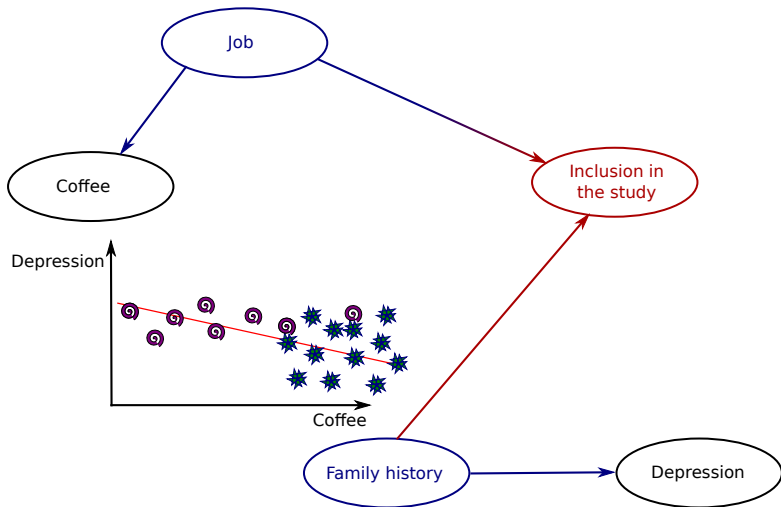 Job
Coffee
Inclusion in
the study
Depression
Coffee
Family history
Depression